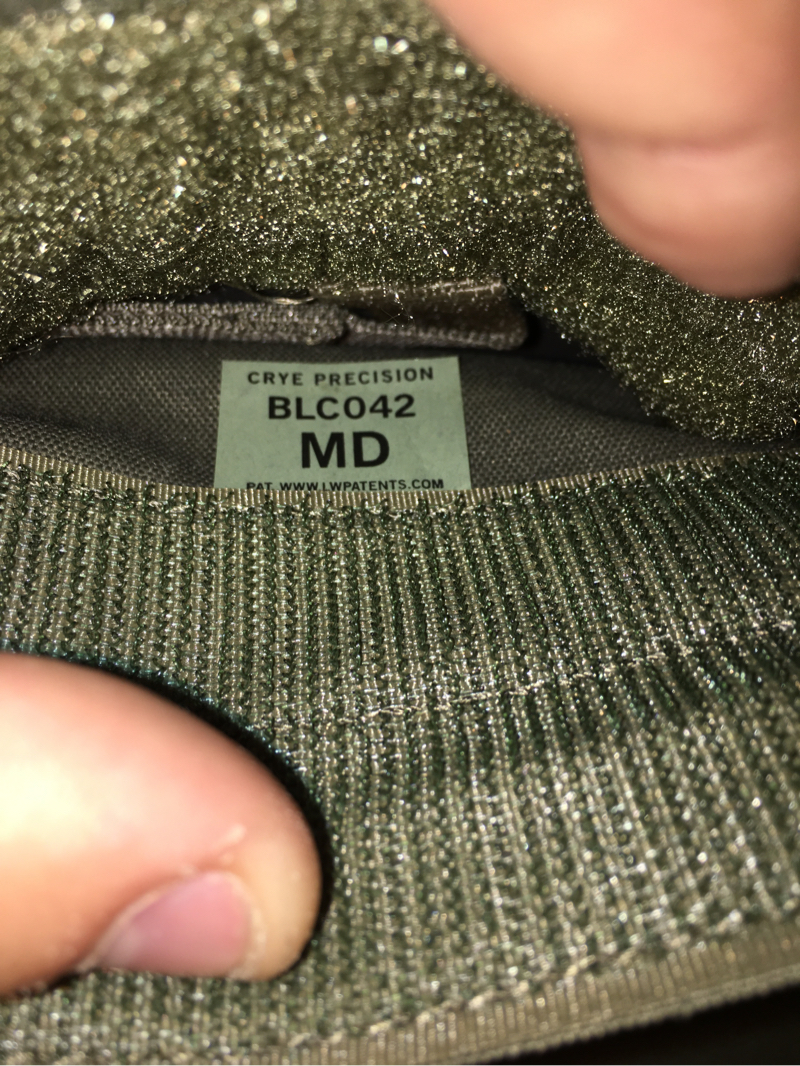 CRYE PRECISION
BLC042
MD
PAT. WWW.LWPATENTS.COM